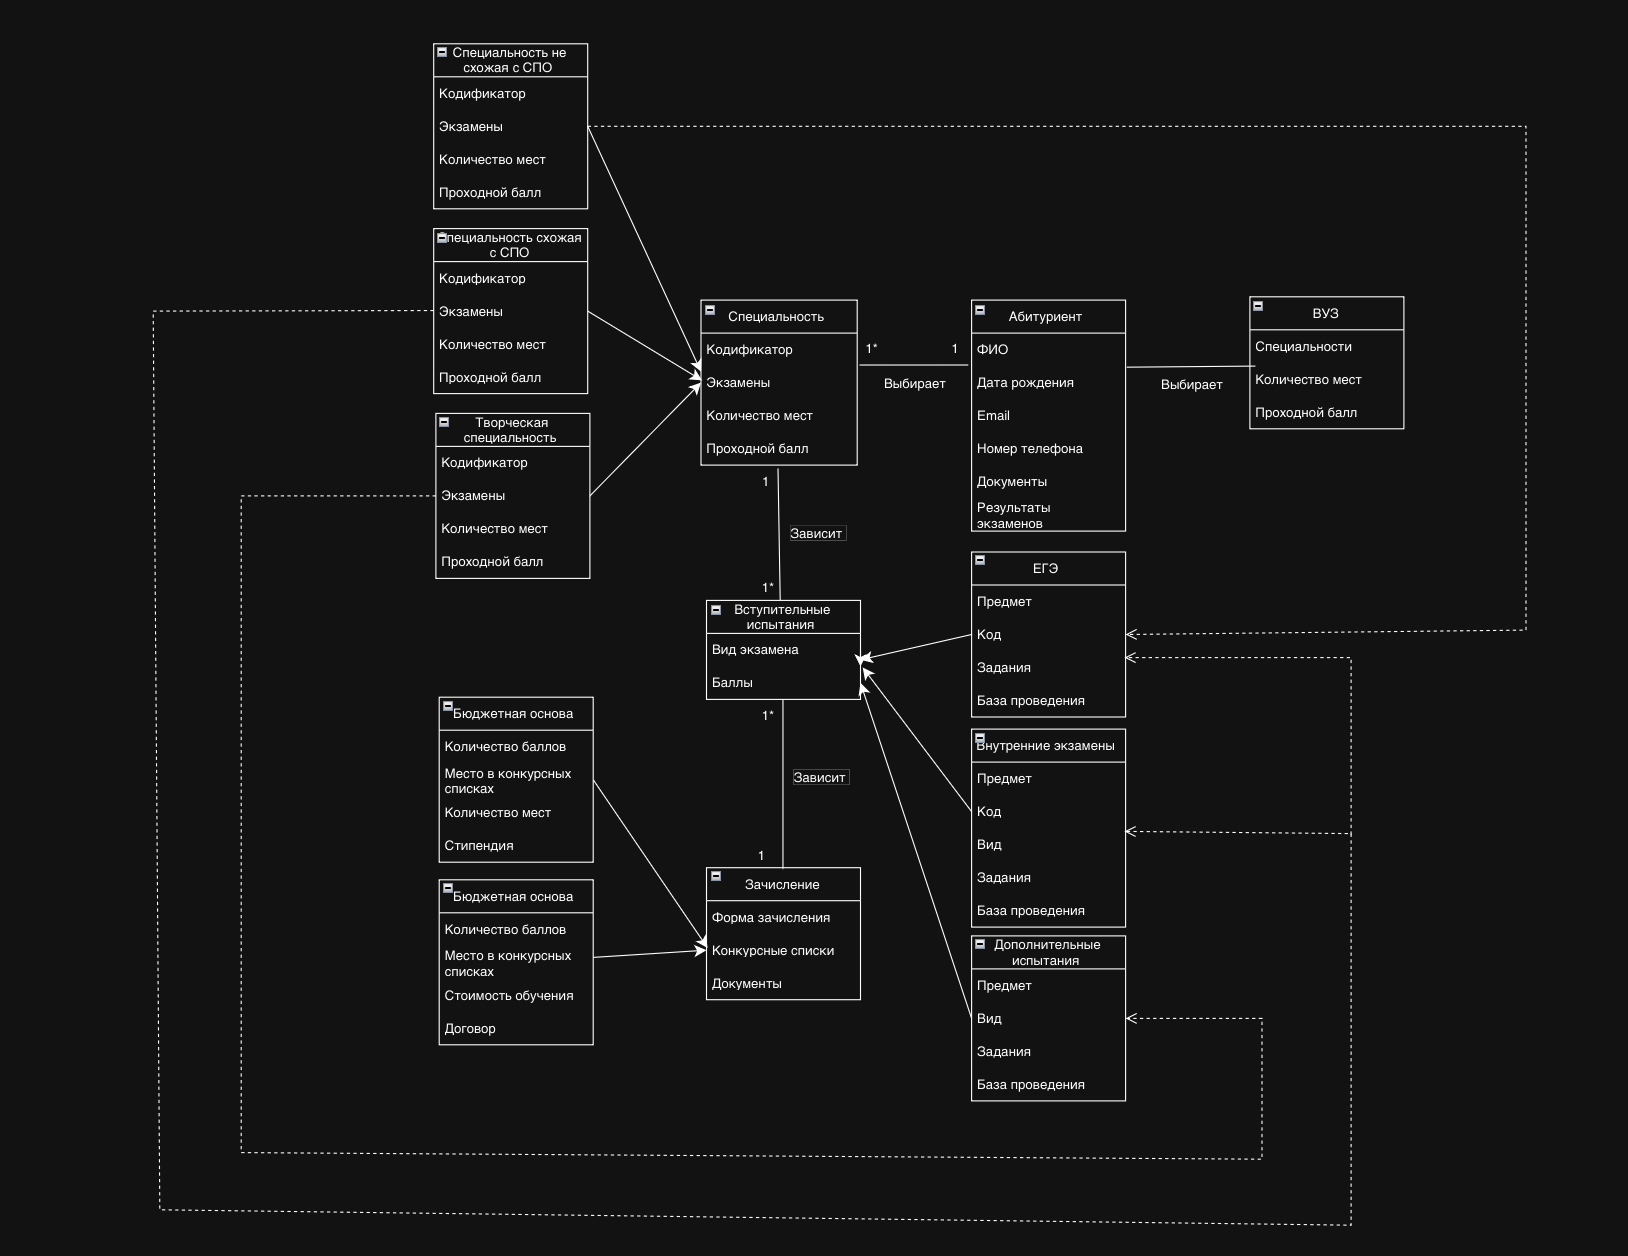 Специальность не
схожая с СПО
Кодификатор
Экзамены
Количество мест
Проходной балл
пециальность схожая
с СПО
Кодификатор
Экзамены
Количество мест
Проходной балл
Творческая
специальность
Кодификатор
Экзамены
Количество мест
Проходной балл
Специальность
Кодификатор
Экзамены
Количество мест
Проходной балл
1*
1
Выбирает
Абитуриент
ФИО
Дата рождения
Email
Номер телефона
Документы
Результаты
экзаменов
Выбирает
ВУЗ
Специальности
Количество мест
Проходной балл
1
Зависит
1*
Вступительные
испытания
Вид экзамена
Баллы
1*
Зависит
1
ЕГЭ
Предмет
Код
Задания
База проведения
Внутренние экзамены
Предмет
Код
Вид
Задания
База проведения
Дополнительные
испытания
Предмет
Вид
Задания
База проведения
Бюджетная основа
Количество баллов
Место в конкурсных
списках
Количество мест
Стипендия
Бюджетная основа
Количество баллов
Место в конкурсных
списках
Стоимость обучения
Договор
Зачисление
Форма зачисления
Конкурсные списки
Документы